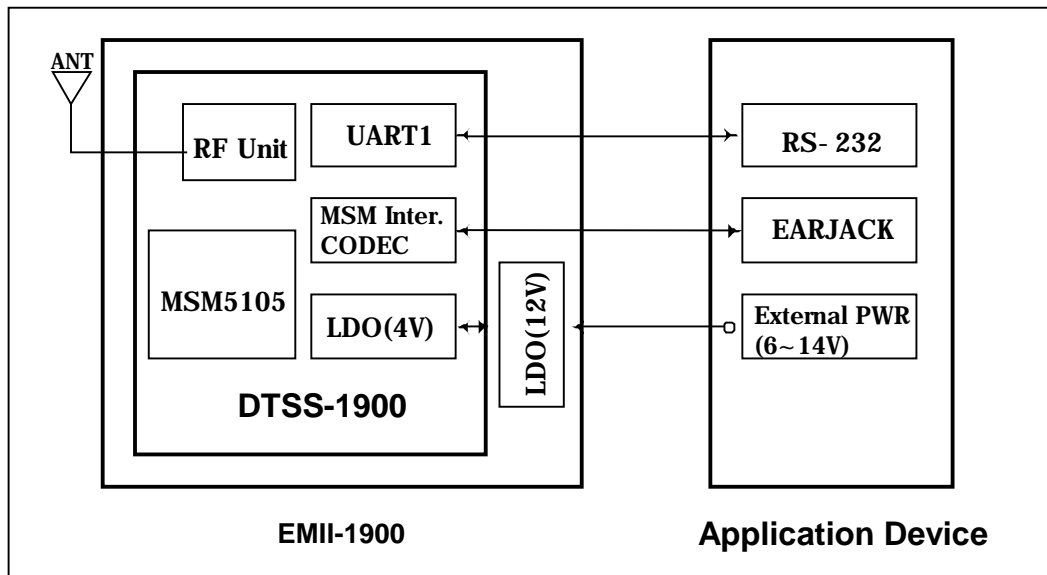 ANT
RF Unit
UART1
MSM Inter.
CODEC
MSM5105
LDO(4V)
DTSS-1900
LDO(12V)
EMII-1900
RS- 232
EARJACK
External PWR
(6~14V)
Application Device